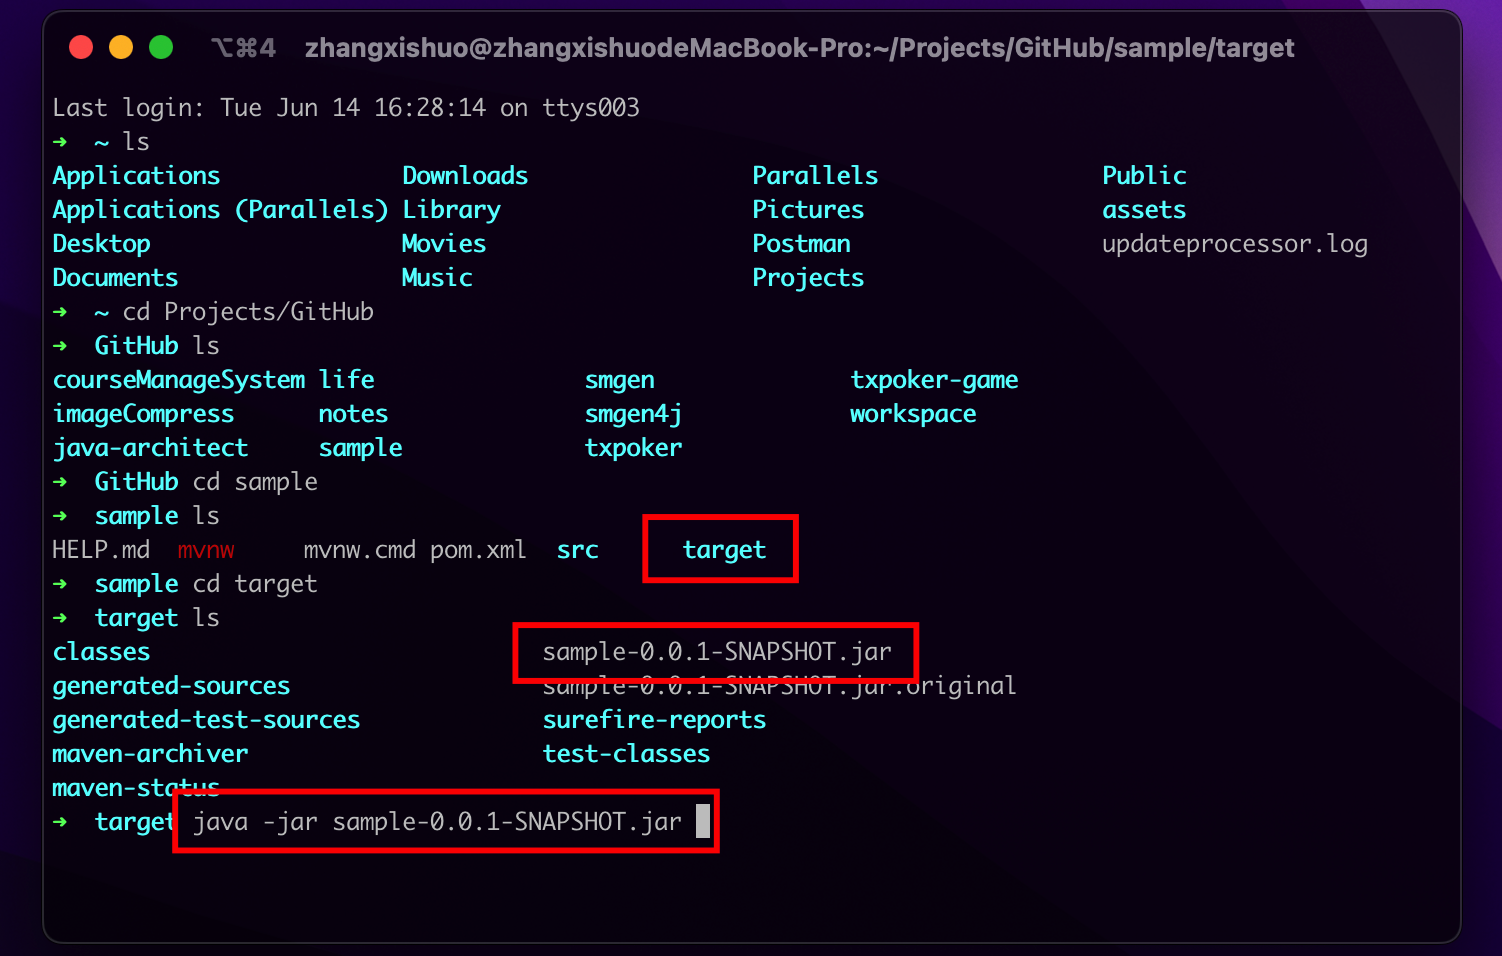 ⌥⌘4 zhangxishuo@zhangxishuodeMacBook-Pro:~/Projects/GitHub/sample/target
Last login: Tue Jun 14 16:28:14 on ttys003
➜ ~ ls
Applications Downloads Parallels Public
Applications (Parallels) Library Pictures assets
Desktop Movies Postman updateprocessor.log
Documents Music Projects
➜ ~ cd Projects/GitHub
➜ GitHub ls
courseManageSystem life smgen txpoker-game
imageCompress notes smgen4j workspace
java-architect sample txpoker
➜ GitHub cd sample
➜ sample ls
HELP.md mvnw mvnw.cmd pom.xml src target
➜ sample cd target
➜ target ls
classes sample-0.0.1-SNAPSHOT.jar
generated-sources sample-0.0.1-SNAPSHOT.jar.original
generated-test-sources surefire-reports
maven-archiver test-classes
maven-status
➜ target java -jar sample-0.0.1-SNAPSHOT.jar